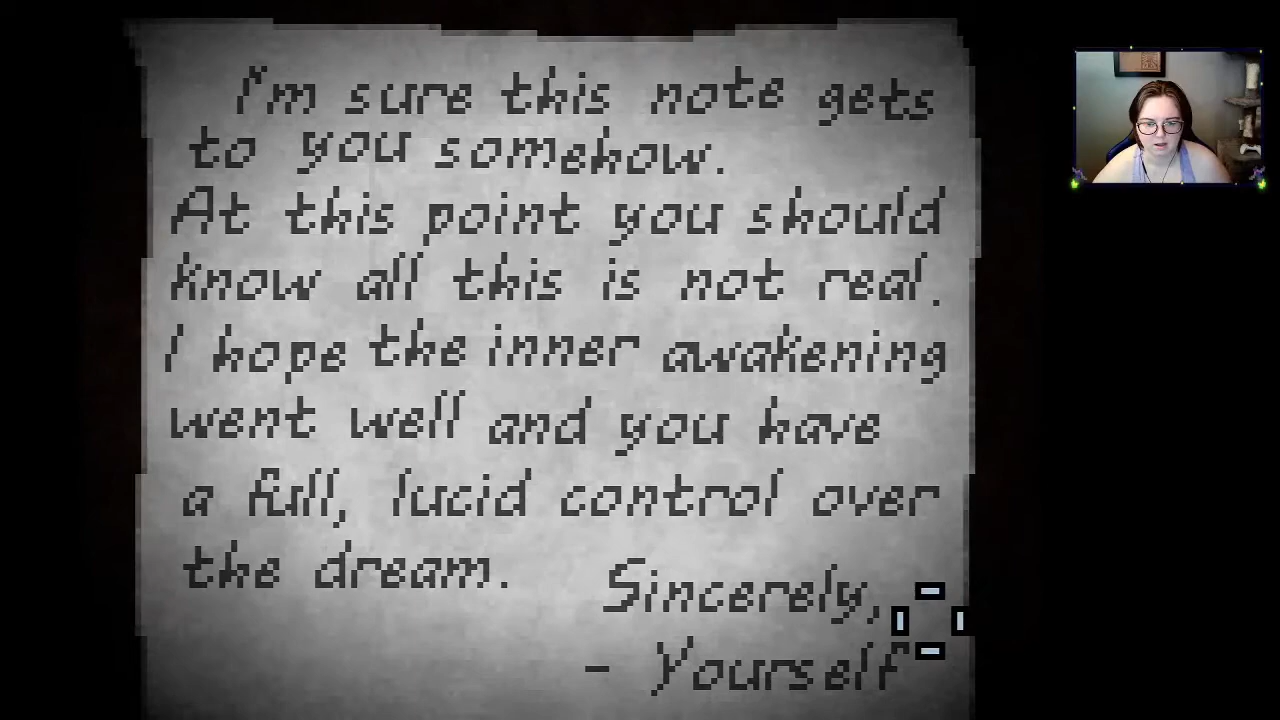 I'm sure this note gets
to you somehow.
At this point you should
know all this is not real.
I hope the inner awakening
went well and you have
a full, lucid control over
the dream.
Sincerely,
- Yourself